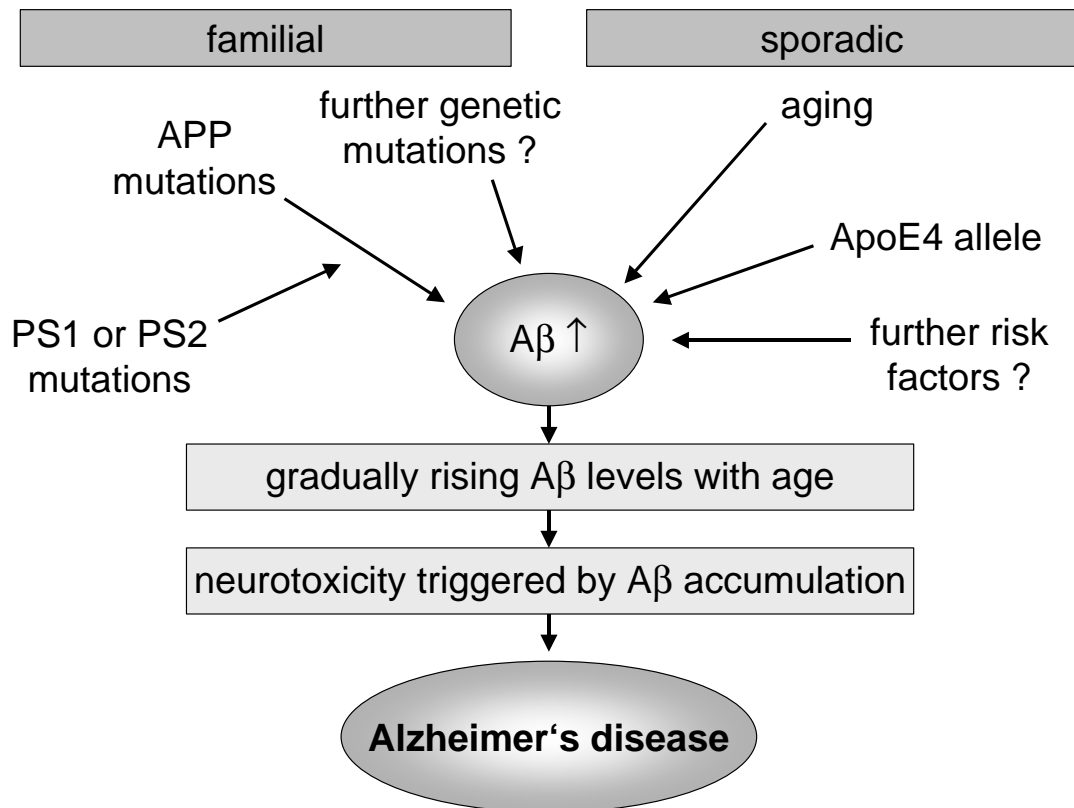 familial
sporadic
further genetic
mutations ?
aging
APP
mutations
ApoE4 allele
PS1 or PS2
mutations
Aβ ↑
further risk
factors ?
gradually rising Aβ levels with age
neurotoxicity triggered by Aβ accumulation
Alzheimer‘s disease